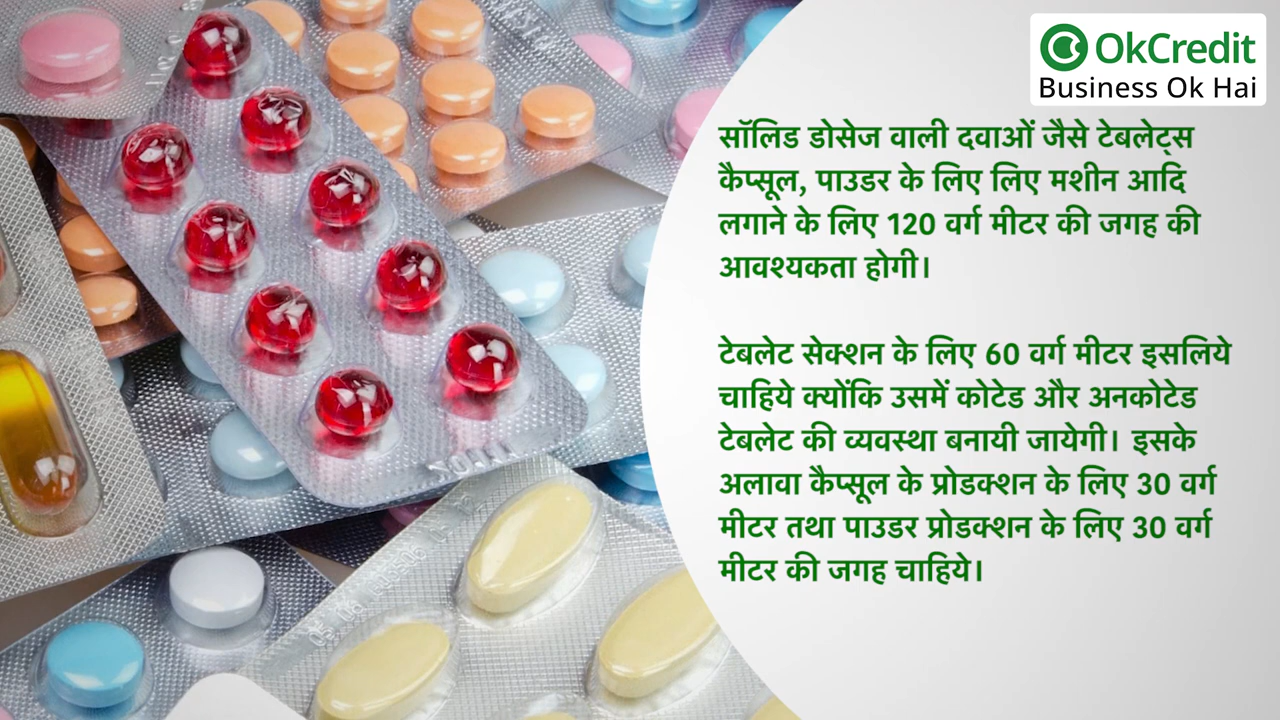 OkCredit
Business Ok Hai
सॉलिड डोसेज वाली दवाओं जैसे टेबलेट्स
कैप्सूल, पाउडर के लिए लिए मशीन आदि
लगाने के लिए 120 वर्ग मीटर की जगह की
आवश्यकता होगी।
टेबलेट सेक्शन के लिए 60 वर्ग मीटर इसलिये
चाहिये क्योंकि उसमें कोटेड और अनकोटेड
टेबलेट की व्यवस्था बनायी जायेगी। इसके
अलावा कैप्सूल के प्रोडक्शन के लिए 30 वर्ग
मीटर तथा पाउडर प्रोडक्शन के लिए 30 वर्ग
मीटर की जगह चाहिये।